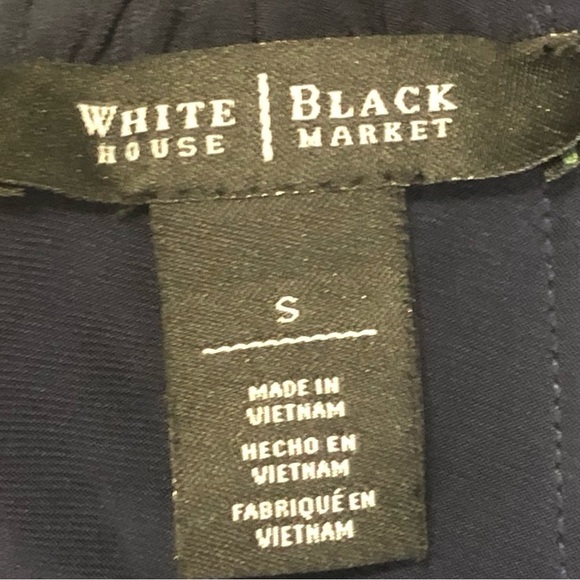 WHITE | BLACK
HOUSE | MARKET
S
MADE IN
VIETNAM
HECHO EN
VIETNAM
FABRIQUÉ EN
VIETNAM